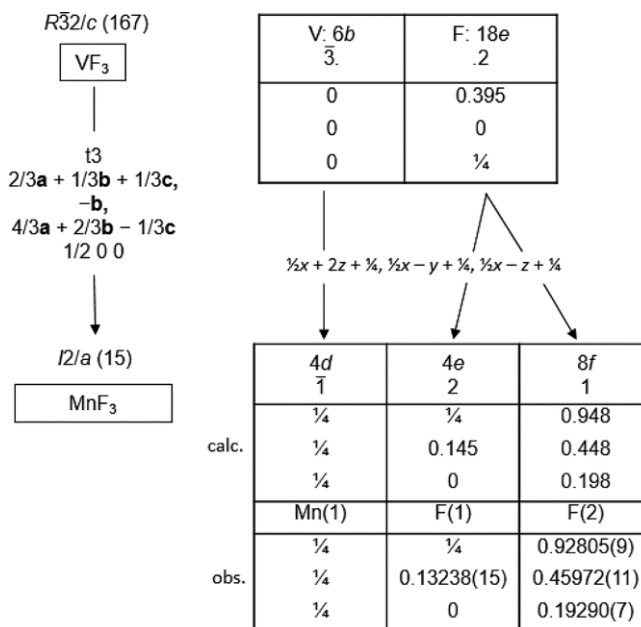 R3̅2/c (167)
VF₃
t3
2/3a + 1/3b + 1/3c,
−b,
4/3a + 2/3b − 1/3c
1/2 0 0
I2/a (15)
MnF₃
V: 6b F: 18e
3̅. .2
0 0.395
0 0
0 ¼
½x + 2z + ¼, ½x − y + ¼, ½x − z + ¼
4d 4e 8f
1̅ 2 1
¼ ¼ 0.948
calc. ¼ 0.145 0.448
¼ 0 0.198
Mn(1) F(1) F(2)
¼ ¼ 0.92805(9)
obs. ¼ 0.13238(15) 0.45972(11)
¼ 0 0.19290(7)